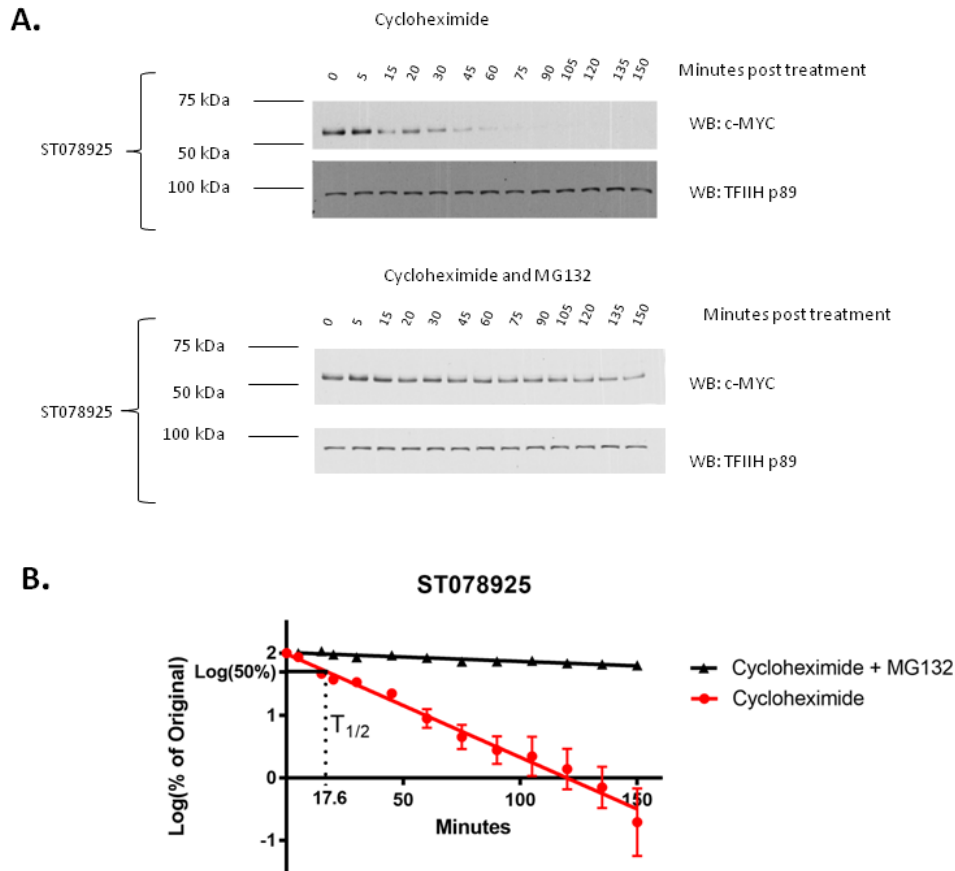 A.
Cycloheximide
0 5 15 20 30 45 60 75 90 105 120 135 150
Minutes post treatment
75 kDa
WB: c-MYC
ST078925
50 kDa
100 kDa
WB: TFIIH p89
Cycloheximide and MG132
0 5 15 20 30 45 60 75 90 105 120 135 150
Minutes post treatment
75 kDa
WB: c-MYC
50 kDa
ST078925
100 kDa
WB: TFIIH p89
B.
ST078925
Log(% of Original)
2
Log(50%)
1
0
-1
T1/2
17.6
50
100
150
Minutes
Cycloheximide + MG132
Cycloheximide